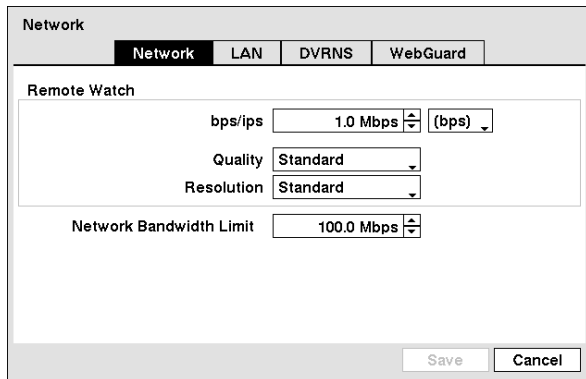 Network
Network LAN DVRNS WebGuard
Remote Watch
bps/ips 1.0 Mbps (bps)
Quality Standard
Resolution Standard
Network Bandwidth Limit 100.0 Mbps
Save Cancel